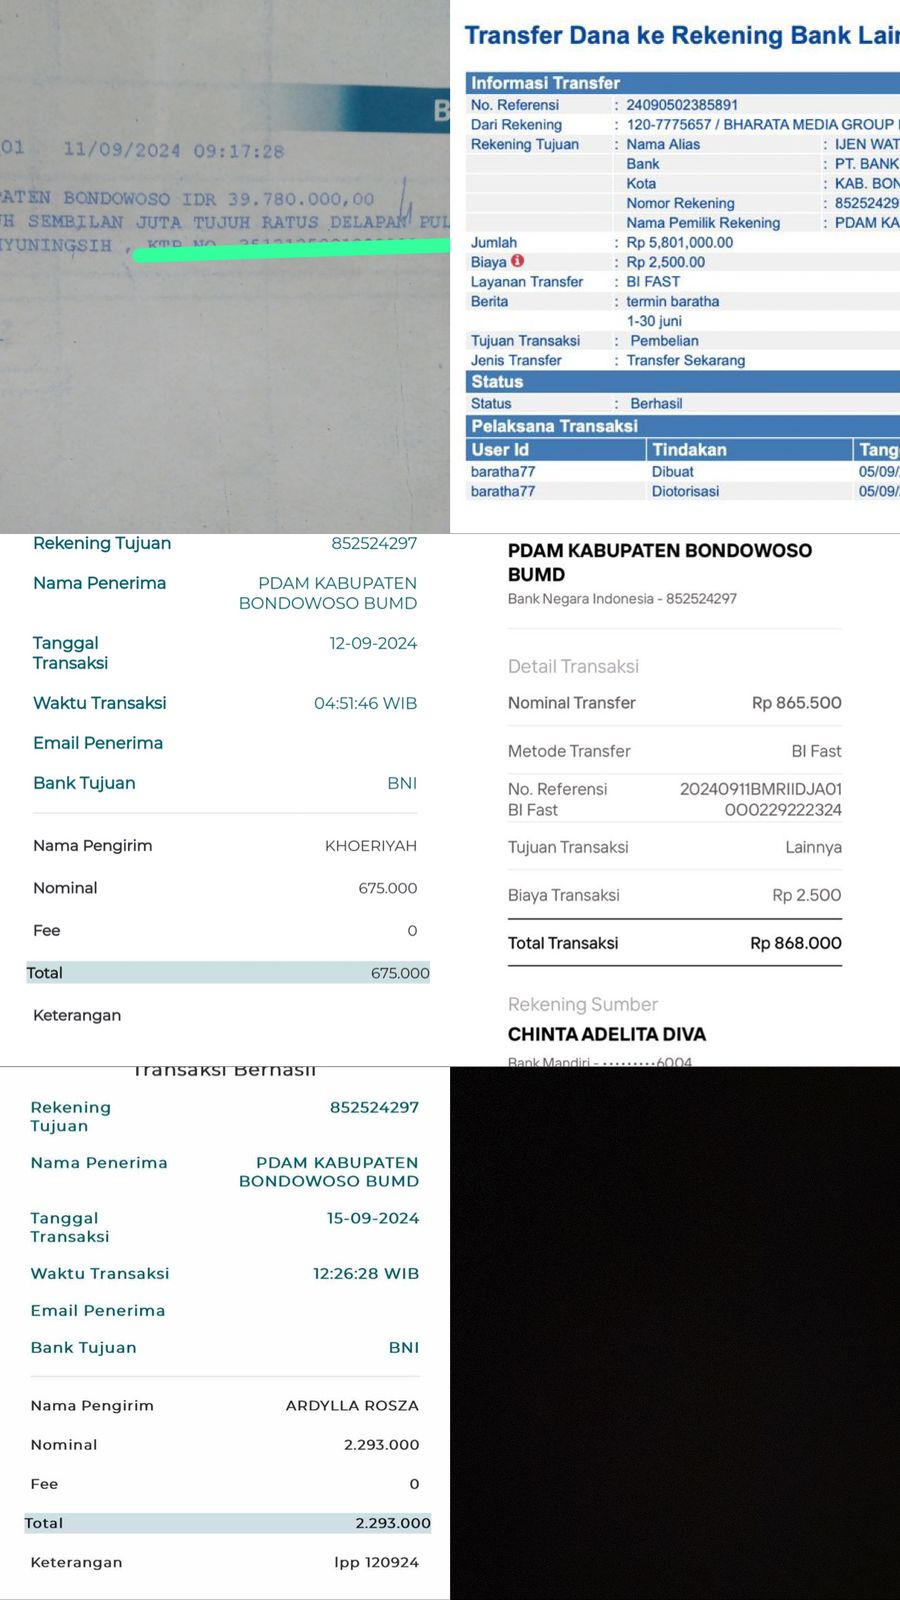 B
01 11/09/2024 09:17:28
PATEN BONDOWOSO IDR 39.780.000,00
UH SEMBILAN JUTA TUJUH RATUS DELAPAN PUL
YUNINGSIH , KTP NO
Transfer Dana ke Rekening Bank Lain
Informasi Transfer
No. Referensi : 24090502385891
Dari Rekening : 120-7775657 / BHARATA MEDIA GROUP
Rekening Tujuan : Nama Alias : IJEN WAT
Bank : PT. BANK
Kota : KAB. BON
Nomor Rekening : 85252429
Nama Pemilik Rekening : PDAM KA
Jumlah : Rp 5,801,000.00
Biaya : Rp 2,500.00
Layanan Transfer : BI FAST
Berita : termin baratha
1-30 juni
Tujuan Transaksi : Pembelian
Jenis Transfer : Transfer Sekarang
Status
Status : Berhasil
Pelaksana Transaksi
User Id Tindakan Tangg
baratha77 Dibuat 05/09/
baratha77 Diotorisasi 05/09/
Rekening Tujuan 852524297
Nama Penerima PDAM KABUPATEN
BONDOWOSO BUMD
Tanggal 12-09-2024
Transaksi
Waktu Transaksi 04:51:46 WIB
Email Penerima
Bank Tujuan BNI
Nama Pengirim KHOERIYAH
Nominal 675.000
Fee 0
Total 675.000
Keterangan
PDAM KABUPATEN BONDOWOSO
BUMD
Bank Negara Indonesia - 852524297
Detail Transaksi
Nominal Transfer Rp 865.500
Metode Transfer BI Fast
No. Referensi 20240911BMRIIDJA01
BI Fast 0O0229222324
Tujuan Transaksi Lainnya
Biaya Transaksi Rp 2.500
Total Transaksi Rp 868.000
Rekening Sumber
CHINTA ADELITA DIVA
Bank Mandiri - ·········6004
Transaksi Berhasil
Rekening 852524297
Tujuan
Nama Penerima PDAM KABUPATEN
BONDOWOSO BUMD
Tanggal 15-09-2024
Transaksi
Waktu Transaksi 12:26:28 WIB
Email Penerima
Bank Tujuan BNI
Nama Pengirim ARDYLLA ROSZA
Nominal 2.293.000
Fee 0
Total 2.293.000
Keterangan lpp 120924